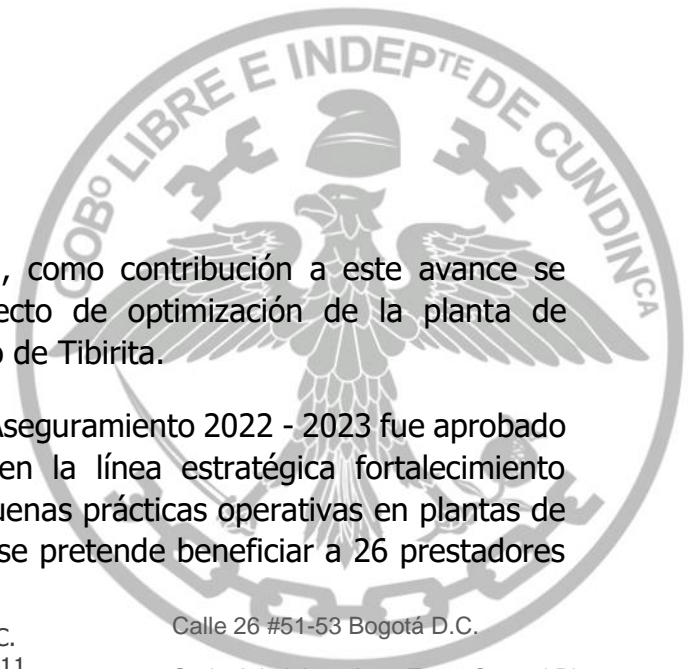 GOBº LIBRE E INDEPTE DE CUNDINCA
, como contribución a este avance se
ecto de optimización de la planta de
o de Tibirita.
Aseguramiento 2022 - 2023 fue aprobado
en la línea estratégica fortalecimiento
uenas prácticas operativas en plantas de
se pretende beneficiar a 26 prestadores
C.
Calle 26 #51-53 Bogotá D.C.
11